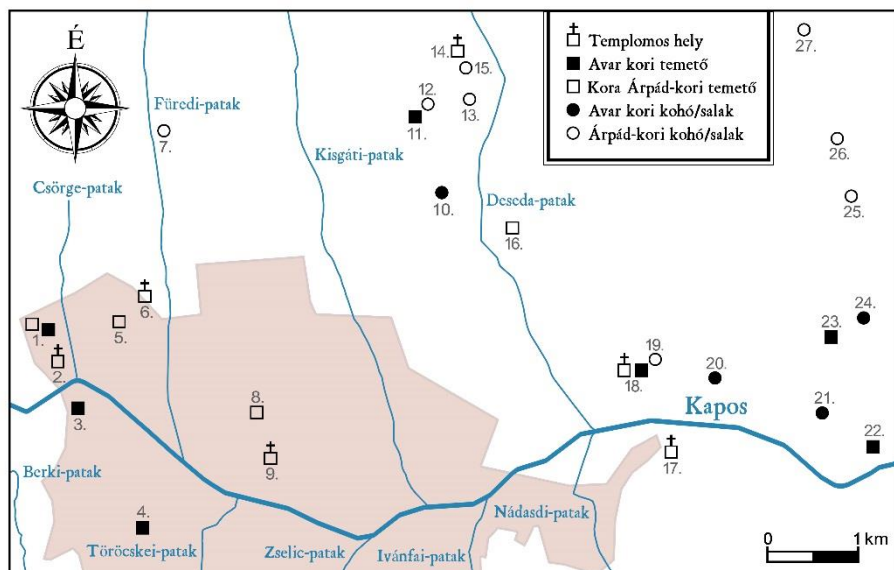 É
Templomos hely
Avar kori temető
Kora Árpád-kori temető
Avar kori kohó/salak
Árpád-kori kohó/salak
Füredi-patak
Csörge-patak
Kisgáti-patak
Deseda-patak
Kapos
Berki-patak
Töröcskei-patak
Zselic-patak
Ivánfai-patak
Nádasdi-patak
1.
2.
3.
4.
5.
6.
7.
8.
9.
10.
11.
12.
13.
14.
15.
16.
17.
18.
19.
20.
21.
22.
23.
24.
25.
26.
27.
0 1 km